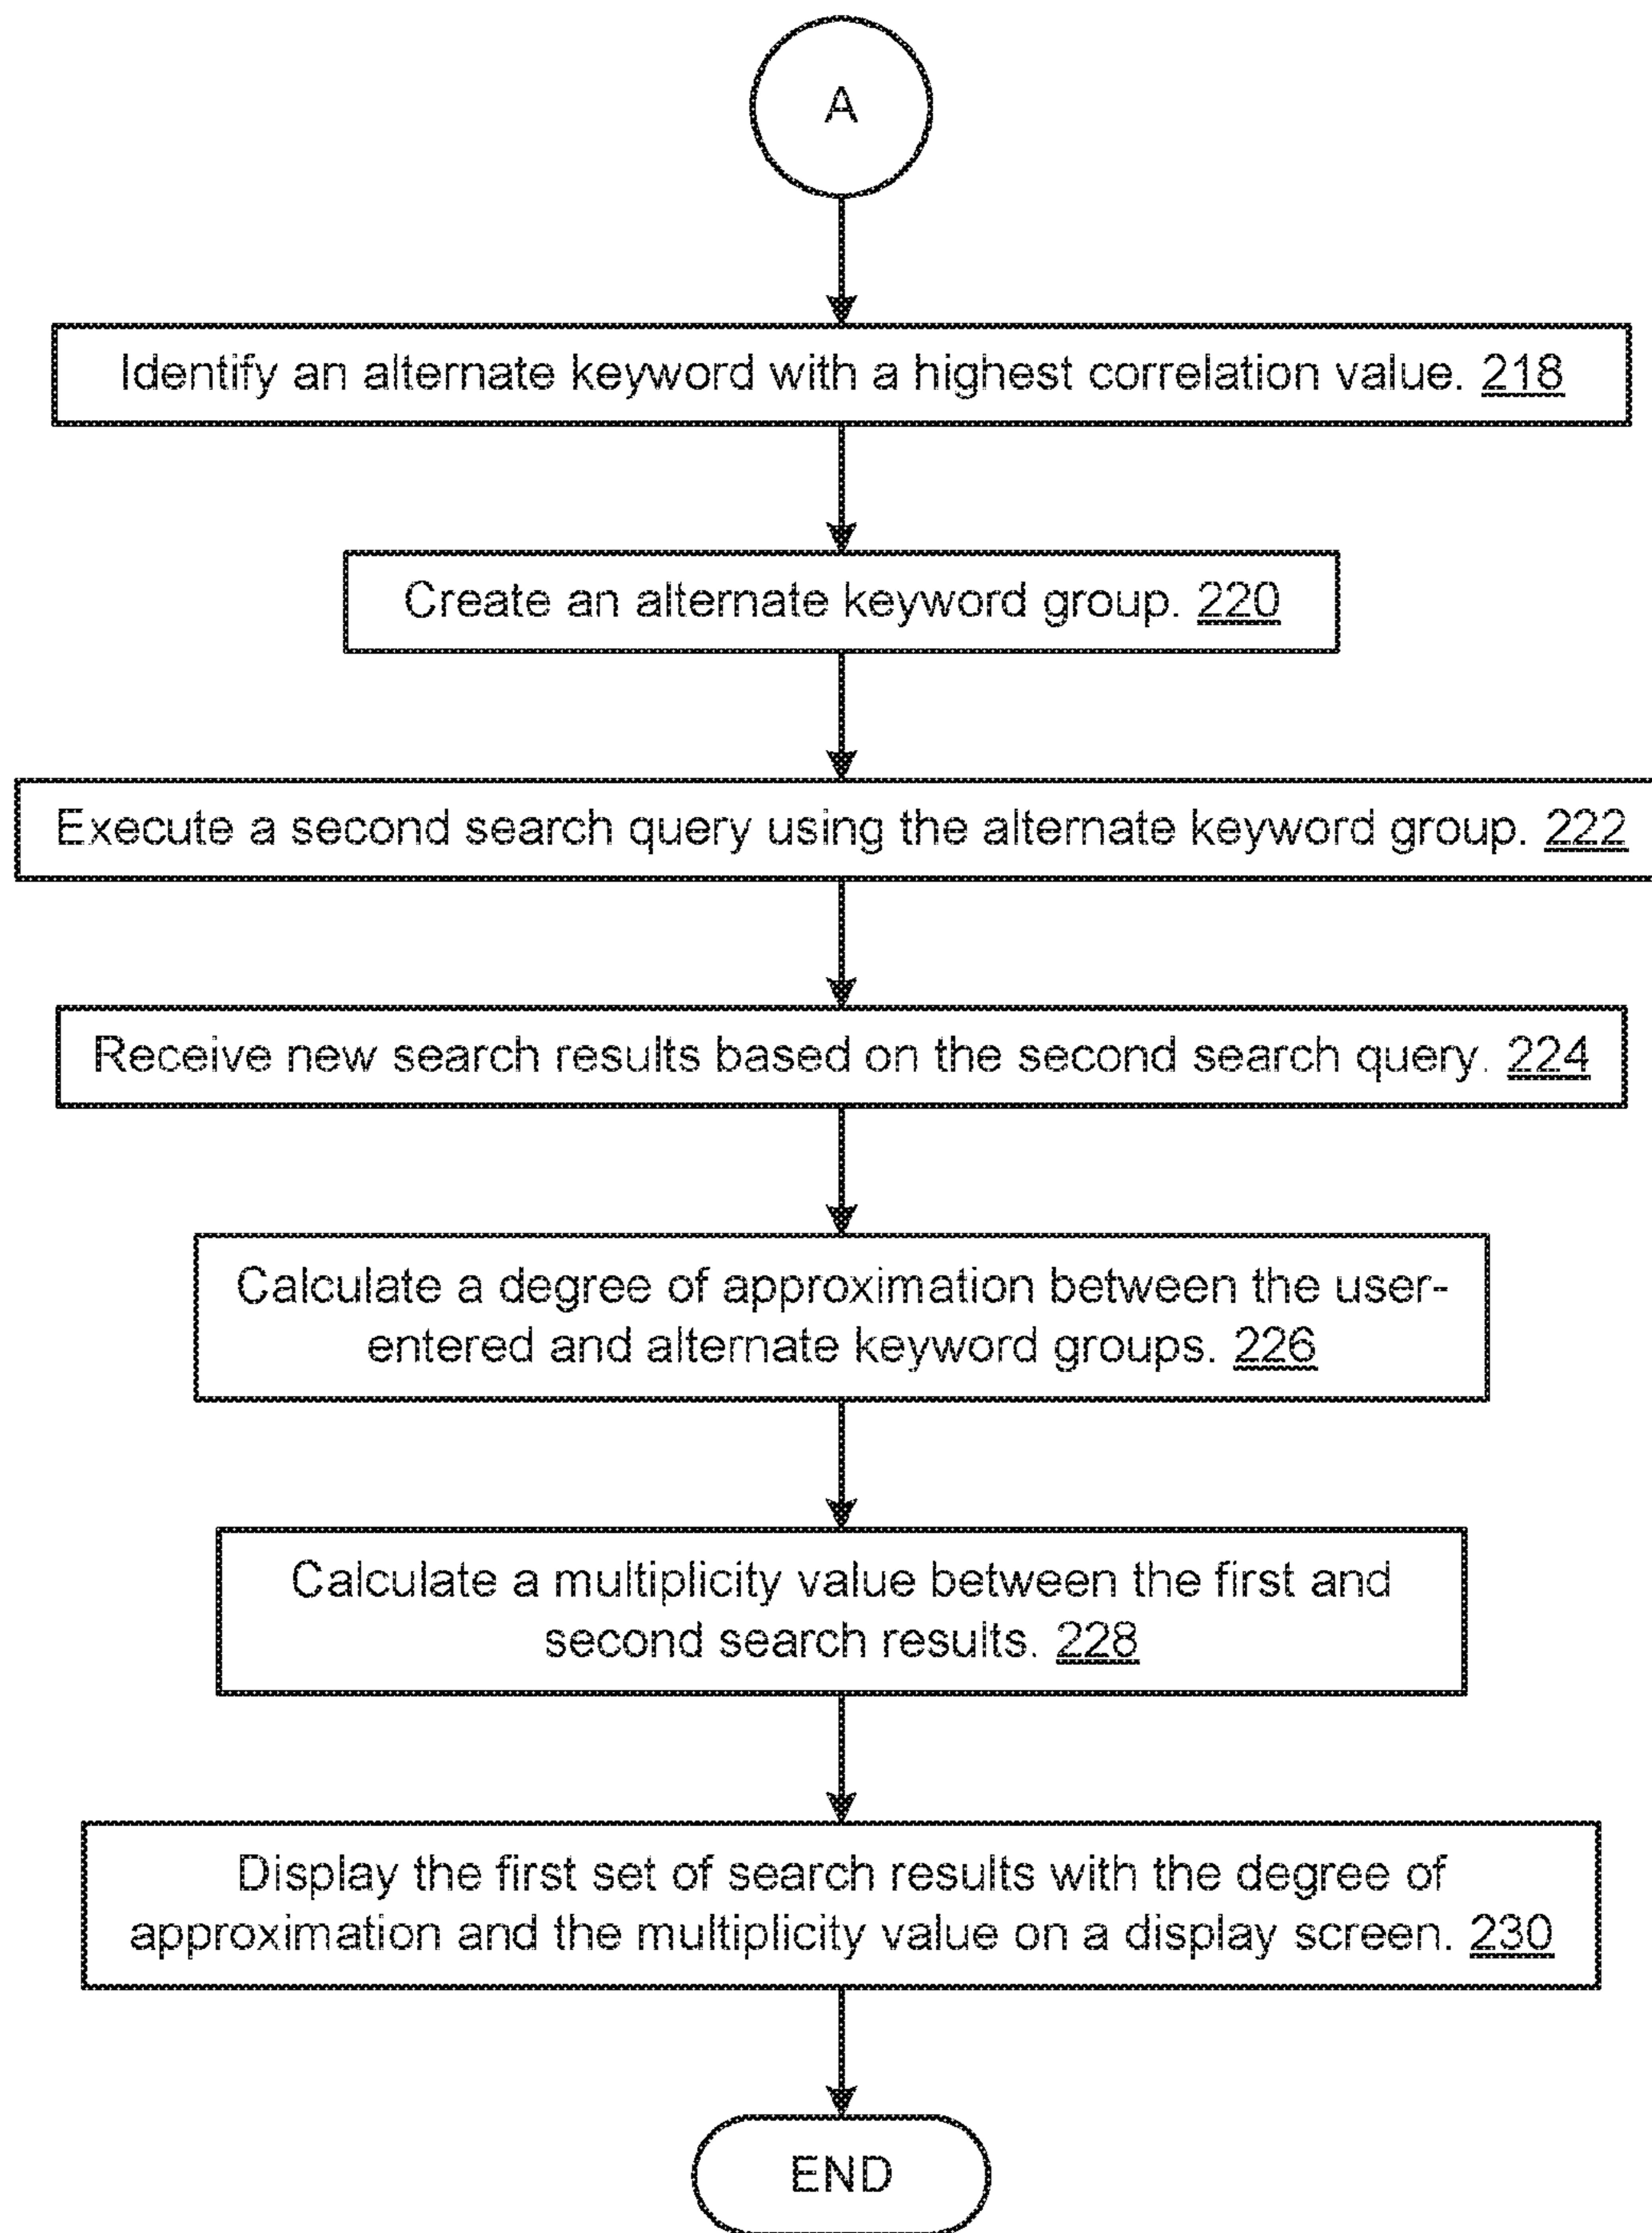 A
Identify an alternate keyword with a highest correlation value. 218
Create an alternate keyword group. 220
Execute a second search query using the alternate keyword group. 222
Receive new search results based on the second search query. 224
Calculate a degree of approximation between the user-
entered and alternate keyword groups. 226
Calculate a multiplicity value between the first and
second search results. 228
Display the first set of search results with the degree of
approximation and the multiplicity value on a display screen. 230
END